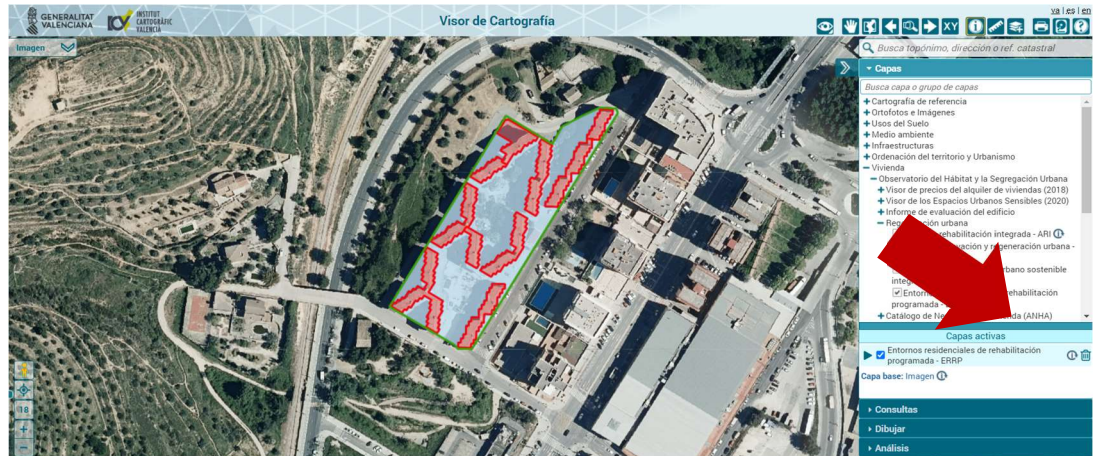 GENERALITAT
VALENCIANA
INSTITUT
CARTOGRÀFIC
VALENCIÀ
Visor de Cartografía
va | es | en
XY
Imagen
Busca topónimo, dirección o ref. catastral
Capas
Busca capa o grupo de capas
Cartografía de referencia
Ortofotos e Imágenes
Usos del Suelo
Medio ambiente
Infraestructuras
Ordenación del territorio y Urbanismo
Vivienda
Observatorio del Hábitat y la Segregación Urbana
Visor de precios del alquiler de viviendas (2018)
Visor de los Espacios Urbanos Sensibles (2020)
Informe de evaluación del edificio
rehabilitación integrada - ARI
urbana -
sostenible
rehabilitación
programada -
Catálogo de (ANHA)
Capas activas
Entornos residenciales de rehabilitación
programada - ERRP
Capa base: Imagen
18
Consultas
Dibujar
Análisis